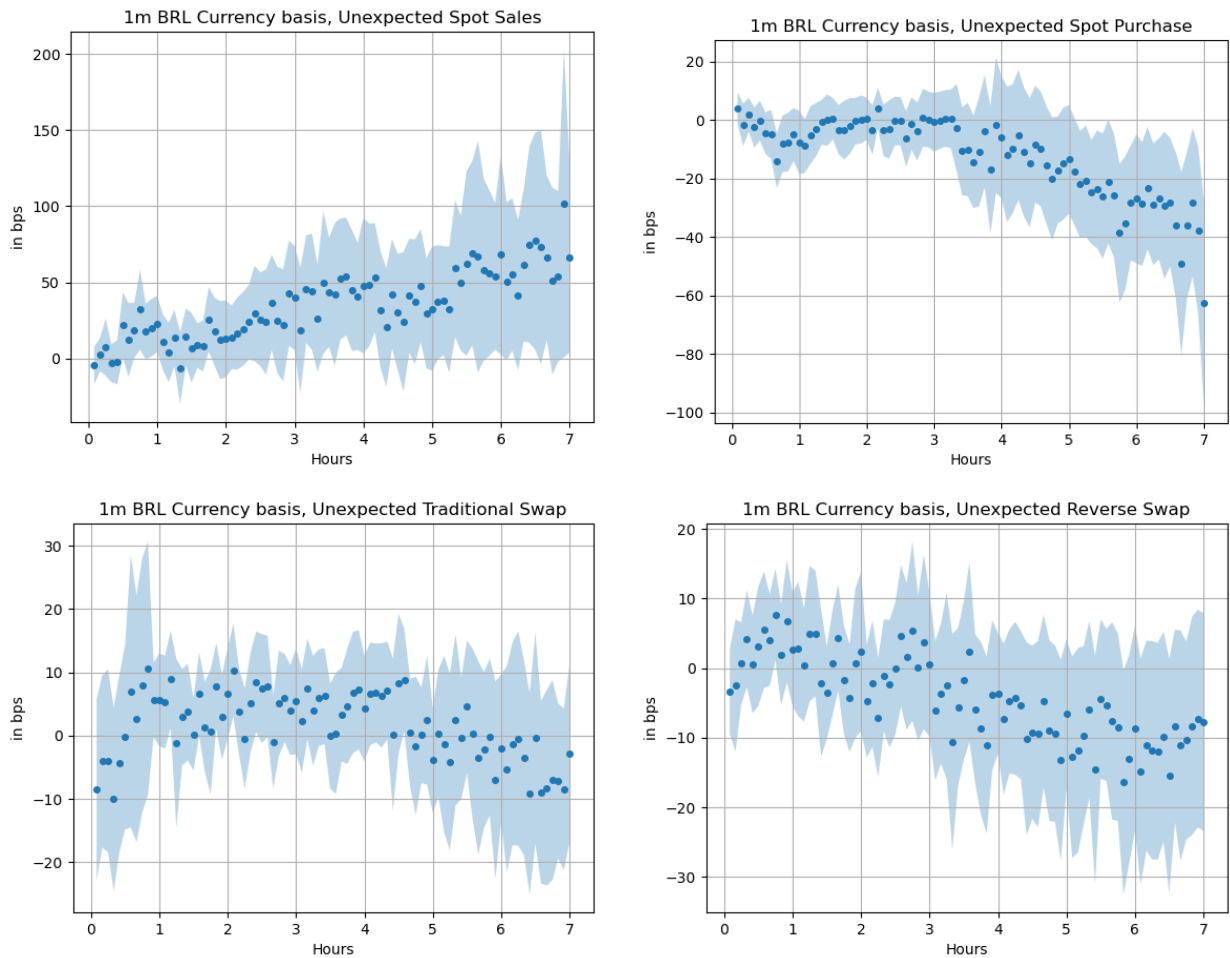 1m BRL Currency basis, Unexpected Spot Sales
200
150
100
50
0
in bps
0 1 2 3 4 5 6 7
Hours
1m BRL Currency basis, Unexpected Spot Purchase
20
0
−20
−40
−60
−80
−100
in bps
0 1 2 3 4 5 6 7
Hours
1m BRL Currency basis, Unexpected Traditional Swap
30
20
10
0
−10
−20
in bps
0 1 2 3 4 5 6 7
Hours
1m BRL Currency basis, Unexpected Reverse Swap
20
10
0
−10
−20
−30
in bps
0 1 2 3 4 5 6 7
Hours